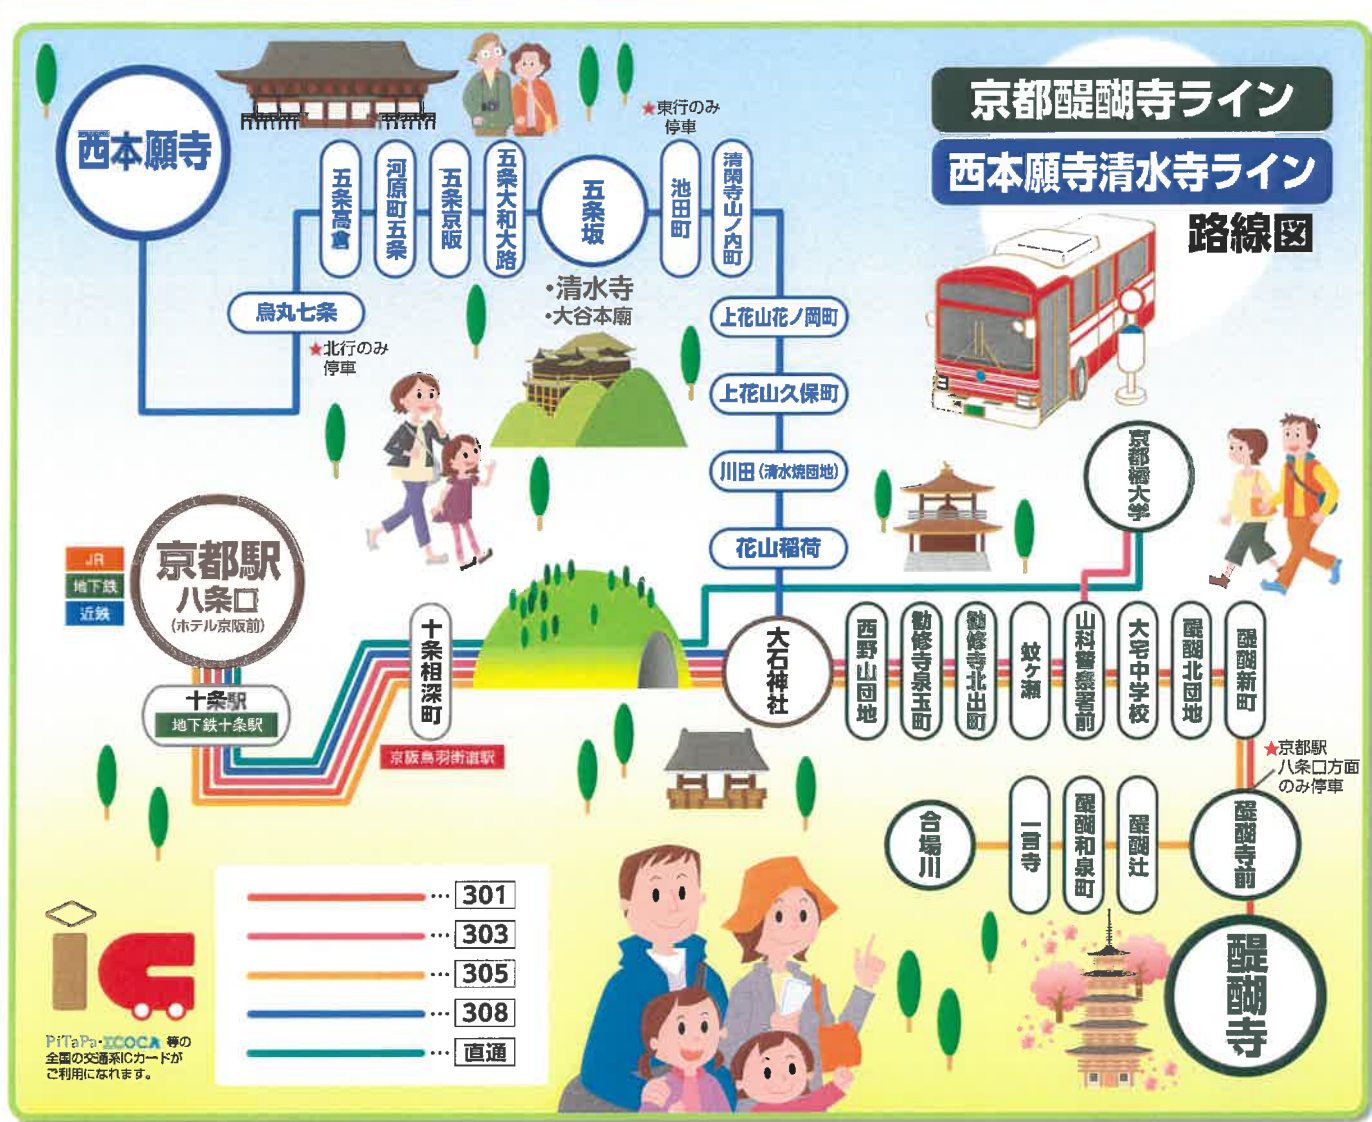 京都醍醐寺ライン
西本願寺清水寺ライン
路線図
西本願寺
烏丸七条
★北行のみ
停車
五条高倉
河原町五条
五条京阪
五条大和大路
五条坂
・清水寺
・大谷本廟
★東行のみ
停車
池田町
清閑寺山ノ内町
上花山花ノ岡町
上花山久保町
川田(清水焼団地)
花山稲荷
京都橘大学
JR
地下鉄
近鉄
京都駅
八条口
(ホテル京阪前)
十条駅
地下鉄十条駅
十条相深町
京阪鳥羽街道駅
大石神社
西野山団地
勧修寺泉玉町
勧修寺北出町
蚊ヶ瀬
山科警察署前
大宅中学校
醍醐北団地
醍醐新町
★京都駅
八条口方面
のみ停車
合場川
一言寺
醍醐和泉町
醍醐辻
醍醐寺前
醍醐寺
…301
…303
…305
…308
…直通
ic
PiTaPa・ICOCA 等の
全国の交通系ICカードが
ご利用になれます。